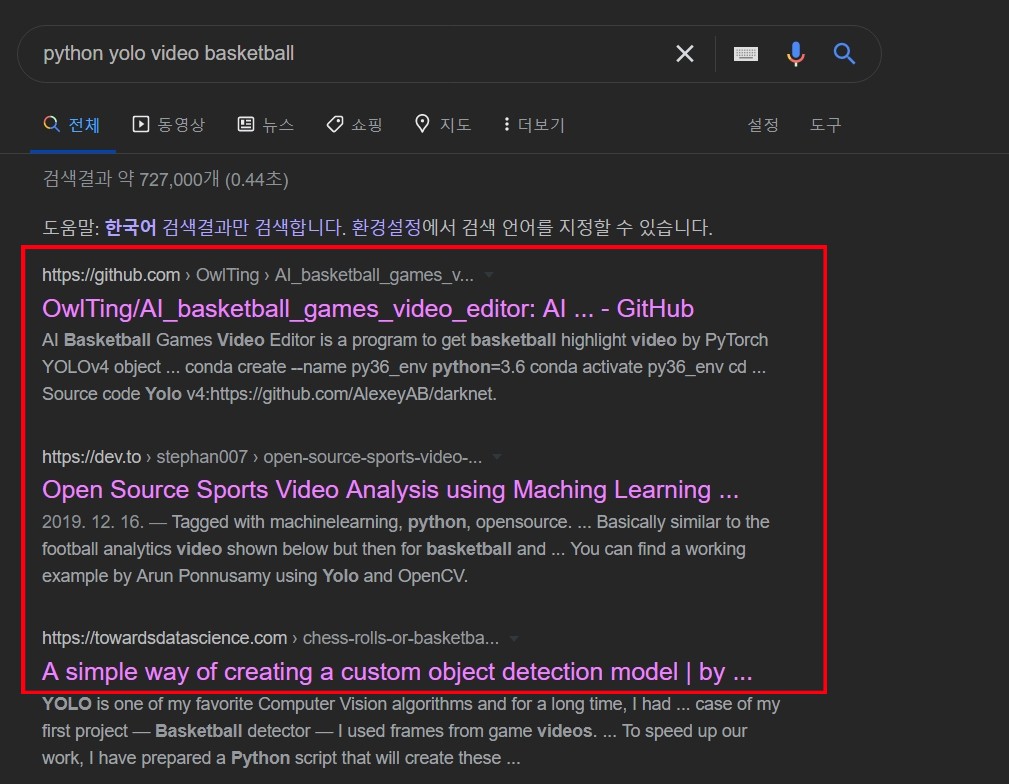 python yolo video basketball
전체 동영상 뉴스 쇼핑 지도 더보기 설정 도구
검색결과 약 727,000개 (0.44초)
도움말: 한국어 검색결과만 검색합니다. 환경설정에서 검색 언어를 지정할 수 있습니다.
https://github.com › OwlTing › AI_basketball_games_v...
OwlTing/AI_basketball_games_video_editor: AI ... - GitHub
AI Basketball Games Video Editor is a program to get basketball highlight video by PyTorch
YOLOv4 object ... conda create --name py36_env python=3.6 conda activate py36_env cd ...
Source code Yolo v4:https://github.com/AlexeyAB/darknet.
https://dev.to › stephan007 › open-source-sports-video-...
Open Source Sports Video Analysis using Maching Learning ...
2019. 12. 16. — Tagged with machinelearning, python, opensource. ... Basically similar to the
football analytics video shown below but then for basketball and ... You can find a working
example by Arun Ponnusamy using Yolo and OpenCV.
https://towardsdatascience.com › chess-rolls-or-basketba...
A simple way of creating a custom object detection model | by ...
YOLO is one of my favorite Computer Vision algorithms and for a long time, I had ... case of my
first project — Basketball detector — I used frames from game videos. ... To speed up our
work, I have prepared a Python script that will create these ...